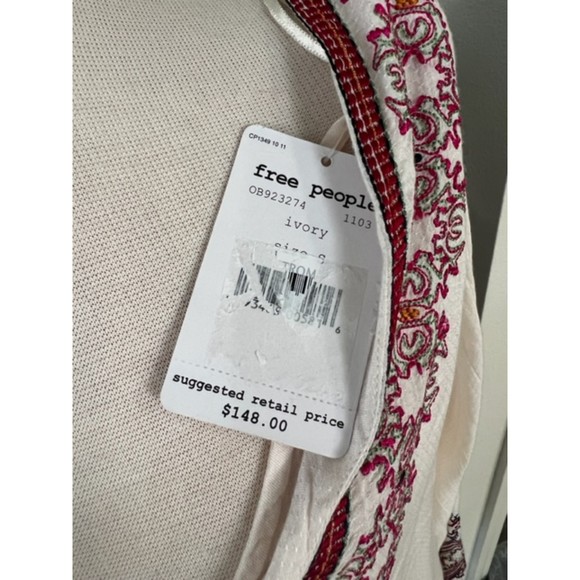 CP1349 10 11
free people
OB923274 1103
ivory
size S
suggested retail price
$148.00